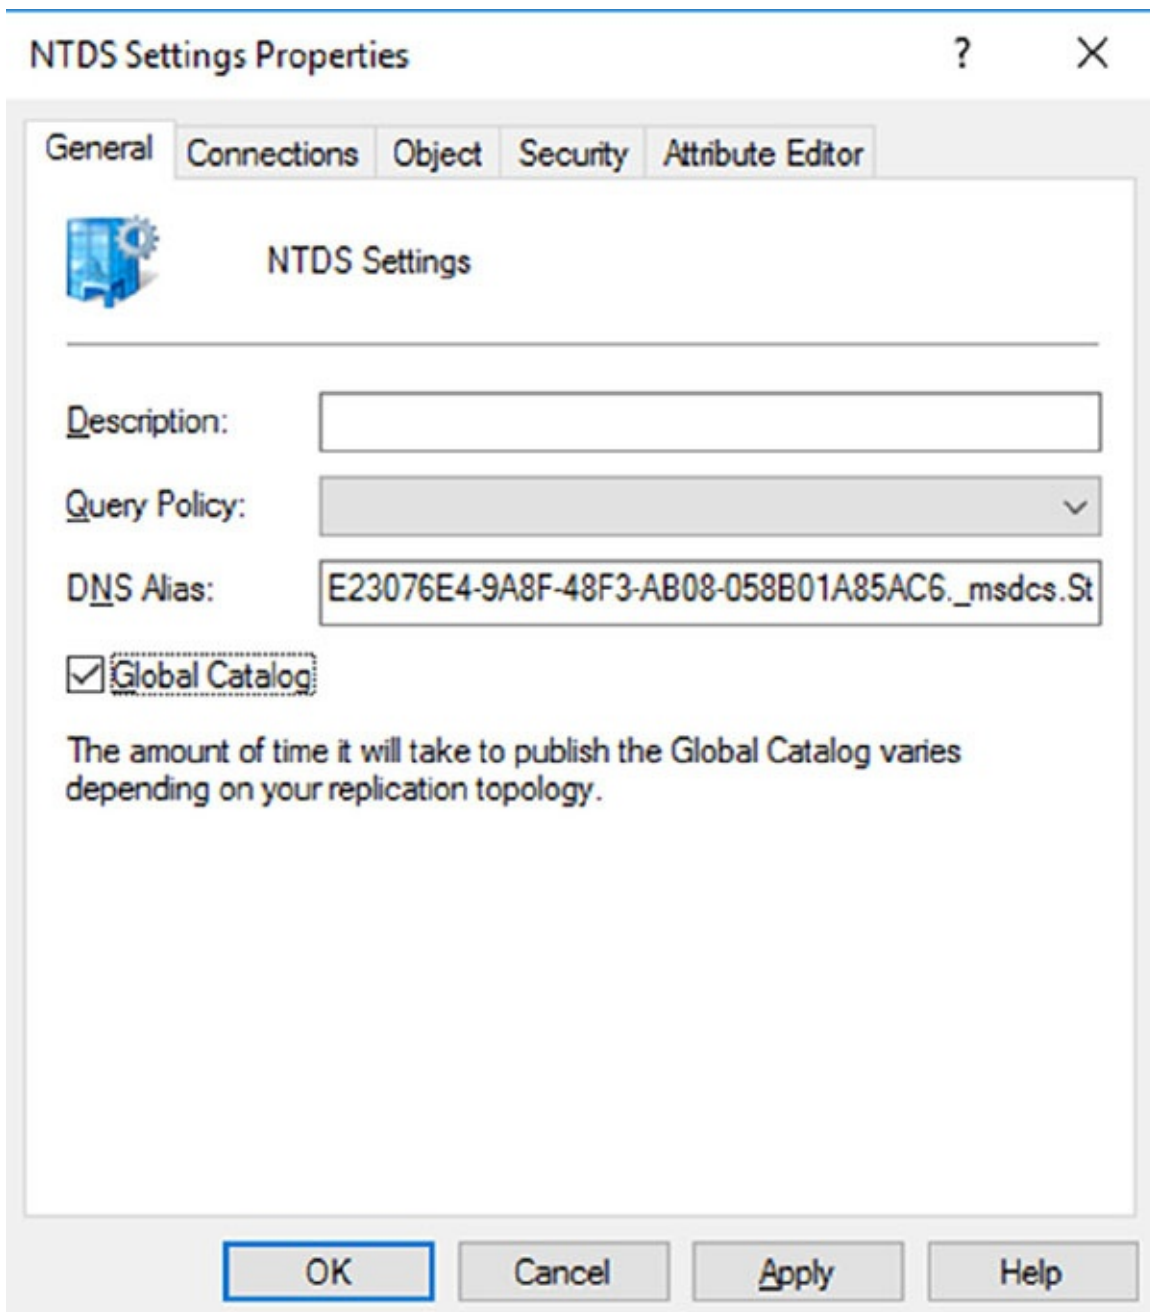 NTDS Settings Properties
?
General Connections Object Security Attribute Editor
NTDS Settings
Description:
Query Policy:
DNS Alias: E23076E4-9A8F-48F3-AB08-058B01A85AC6._msdcs.St
Global Catalog
The amount of time it will take to publish the Global Catalog varies
depending on your replication topology.
OK Cancel Apply Help